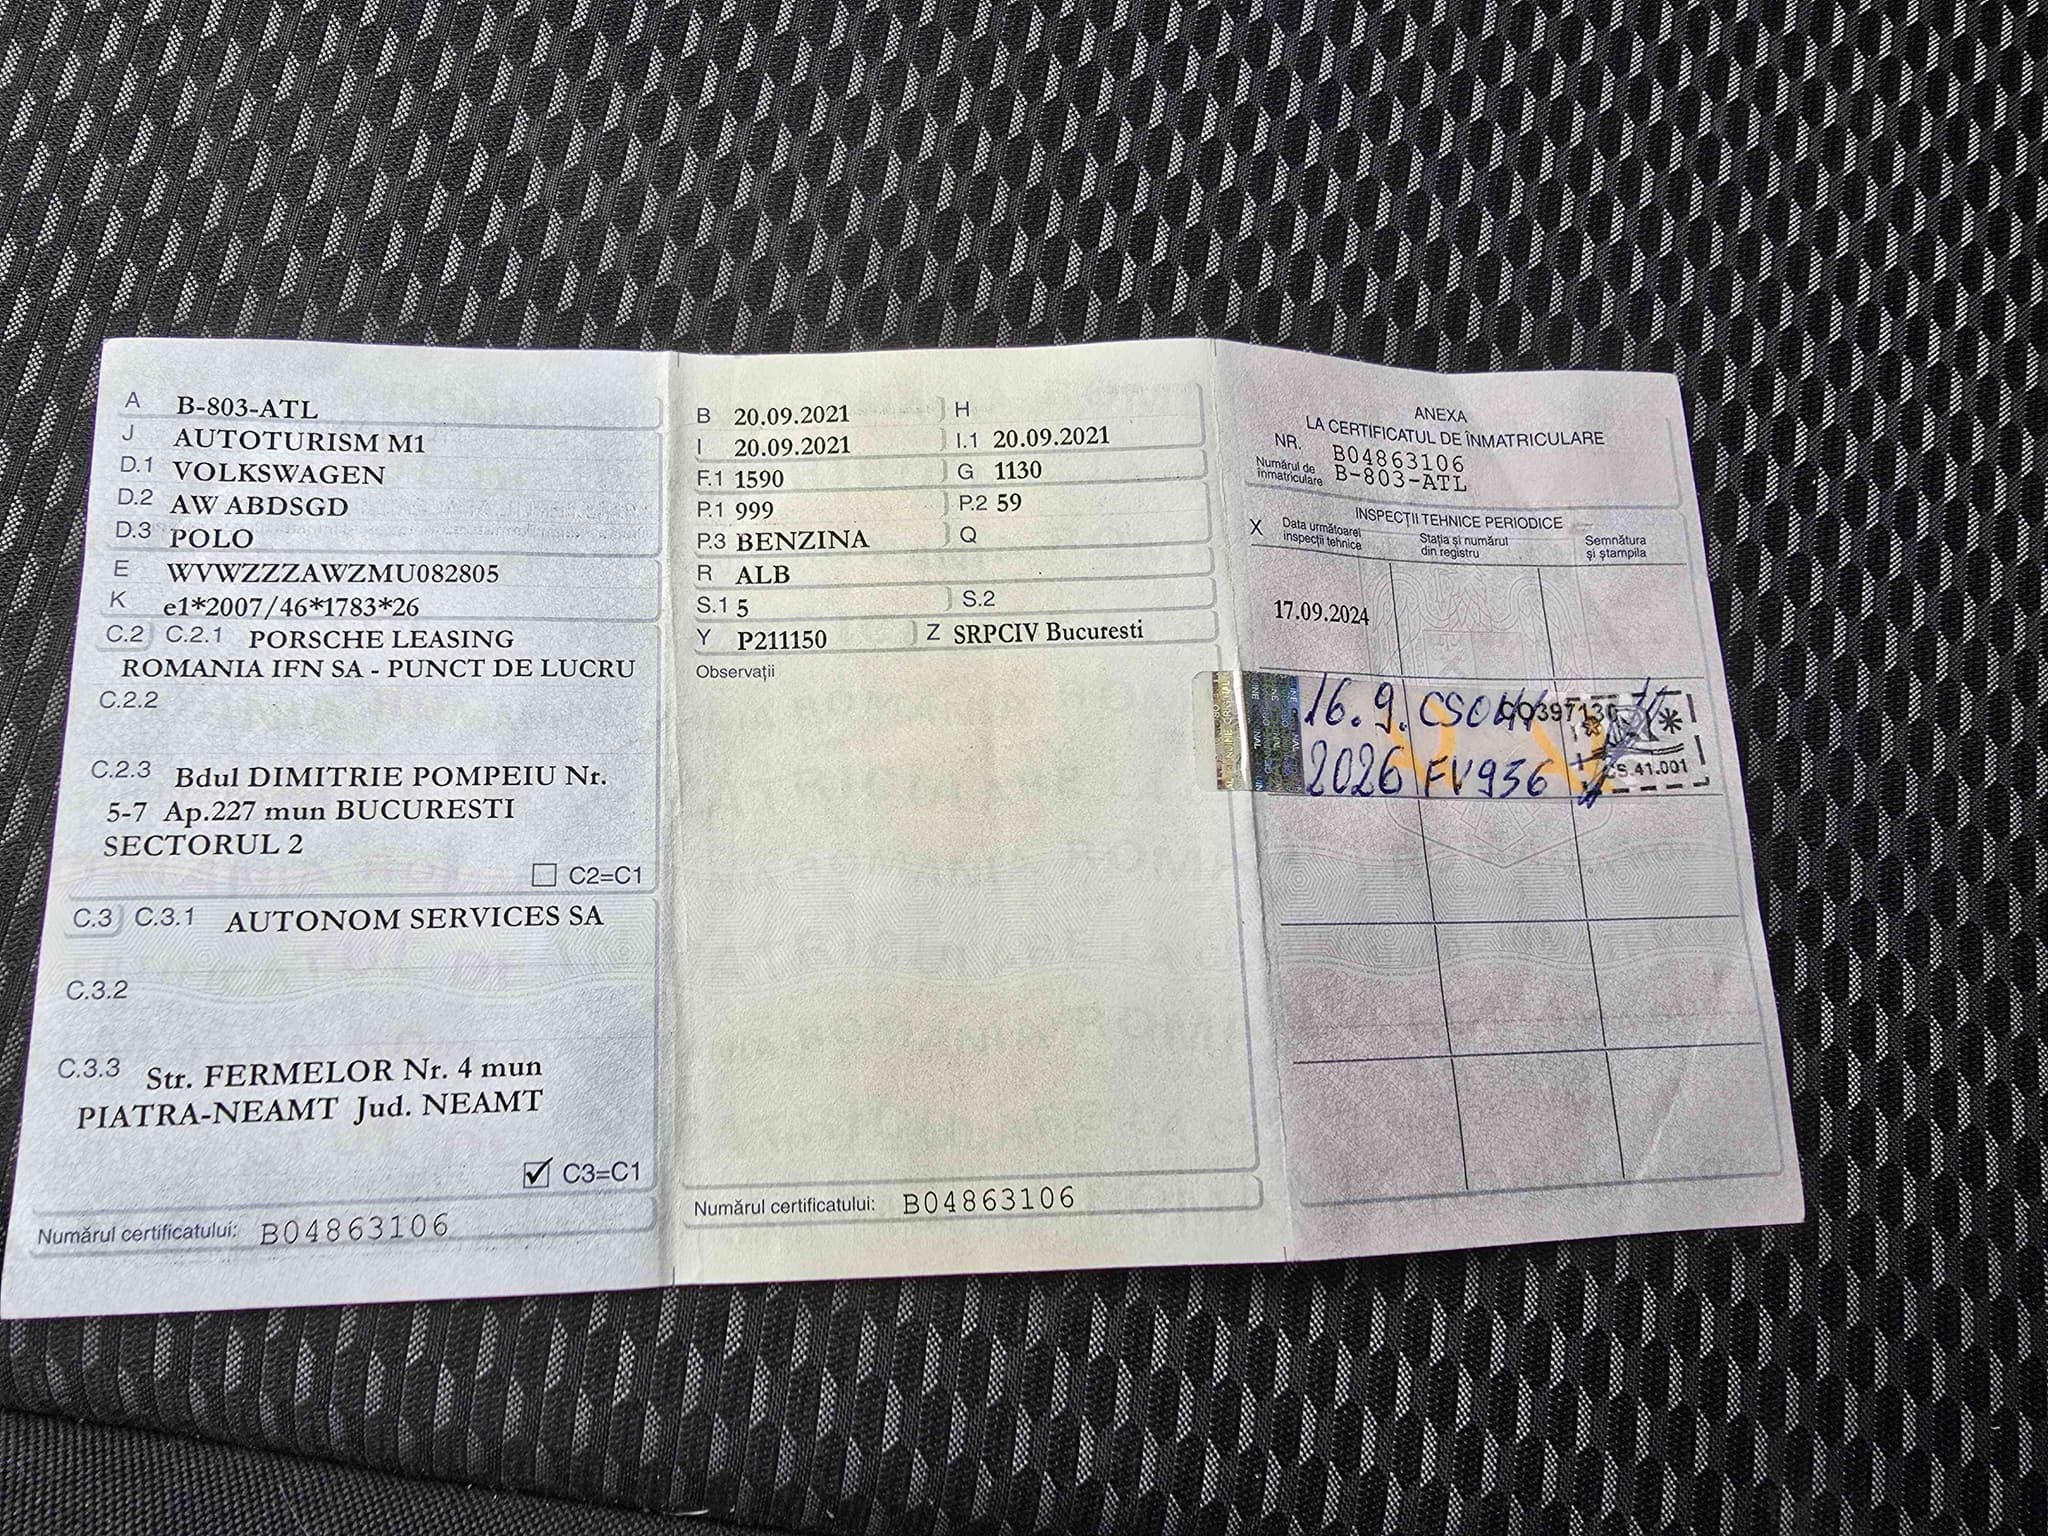 A B-803-ATL
J AUTOTURISM M1
D.1 VOLKSWAGEN
D.2 AW ABDSGD
D.3 POLO
E WVWZZZAWZMU082805
K e1*2007/46*1783*26
C.2 C.2.1 PORSCHE LEASING
ROMANIA IFN SA - PUNCT DE LUCRU
C.2.2
C.2.3 Bdul DIMITRIE POMPEIU Nr.
5-7 Ap.227 mun BUCURESTI
SECTORUL 2
C2=C1
C.3 C.3.1 AUTONOM SERVICES SA
C.3.2
C.3.3 Str. FERMELOR Nr. 4 mun
PIATRA-NEAMT Jud. NEAMT
C3=C1
Numărul certificatului: B04863106
B 20.09.2021 H
I 20.09.2021 I.1 20.09.2021
F.1 1590 G 1130
P.1 999 P.2 59
P.3 BENZINA Q
R ALB
S.1 5 S.2
Y P211150 Z SRPCIV Bucuresti
Observații
Numărul certificatului: B04863106
ANEXA
LA CERTIFICATUL DE ÎNMATRICULARE
NR. B04863106
Numărul de
înmatriculare B-803-ATL
INSPECȚII TEHNICE PERIODICE
X Data următoarei
inspecții tehnice
Stația și numărul
din registru
Semnătura
și ștampila
17.09.2024
16.9. CO397130
2026 FV936 CS.41.001